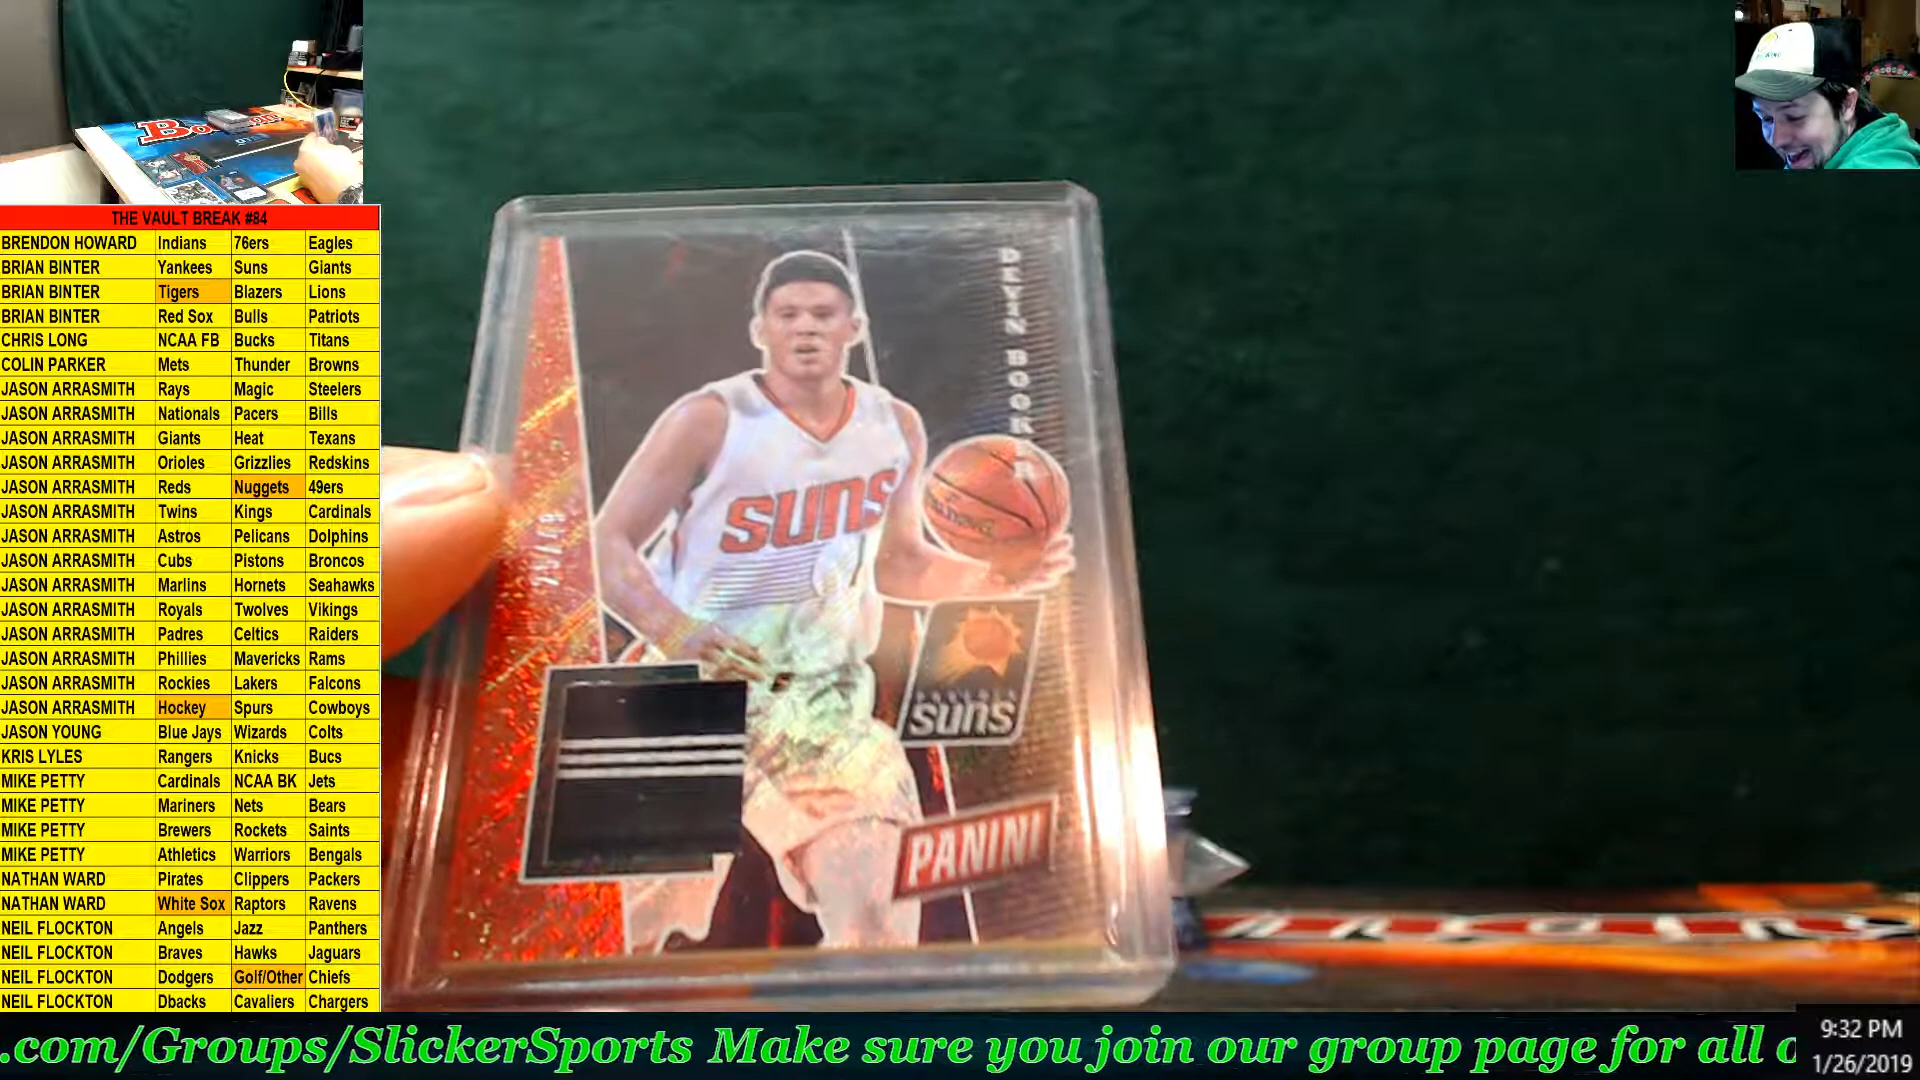 THE VAULT BREAK #84
BRENDON HOWARD Indians 76ers Eagles
BRIAN BINTER Yankees Suns Giants
BRIAN BINTER Tigers Blazers Lions
BRIAN BINTER Red Sox Bulls Patriots
CHRIS LONG NCAA FB Bucks Titans
COLIN PARKER Mets Thunder Browns
JASON ARRASMITH Rays Magic Steelers
JASON ARRASMITH Nationals Pacers Bills
JASON ARRASMITH Giants Heat Texans
JASON ARRASMITH Orioles Grizzlies Redskins
JASON ARRASMITH Reds Nuggets 49ers
JASON ARRASMITH Twins Kings Cardinals
JASON ARRASMITH Astros Pelicans Dolphins
JASON ARRASMITH Cubs Pistons Broncos
JASON ARRASMITH Marlins Hornets Seahawks
JASON ARRASMITH Royals Twolves Vikings
JASON ARRASMITH Padres Celtics Raiders
JASON ARRASMITH Phillies Mavericks Rams
JASON ARRASMITH Rockies Lakers Falcons
JASON ARRASMITH Hockey Spurs Cowboys
JASON YOUNG Blue Jays Wizards Colts
KRIS LYLES Rangers Knicks Bucs
MIKE PETTY Cardinals NCAA BK Jets
MIKE PETTY Mariners Nets Bears
MIKE PETTY Brewers Rockets Saints
MIKE PETTY Athletics Warriors Bengals
NATHAN WARD Pirates Clippers Packers
NATHAN WARD White Sox Raptors Ravens
NEIL FLOCKTON Angels Jazz Panthers
NEIL FLOCKTON Braves Hawks Jaguars
NEIL FLOCKTON Dodgers Golf/Other Chiefs
NEIL FLOCKTON Dbacks Cavaliers Chargers
DEVIN BOOKER
SUNS
PHOENIX
suns
PANINI
.com/Groups/SlickerSports Make sure you join our group page for all
9:32 PM
1/26/2019